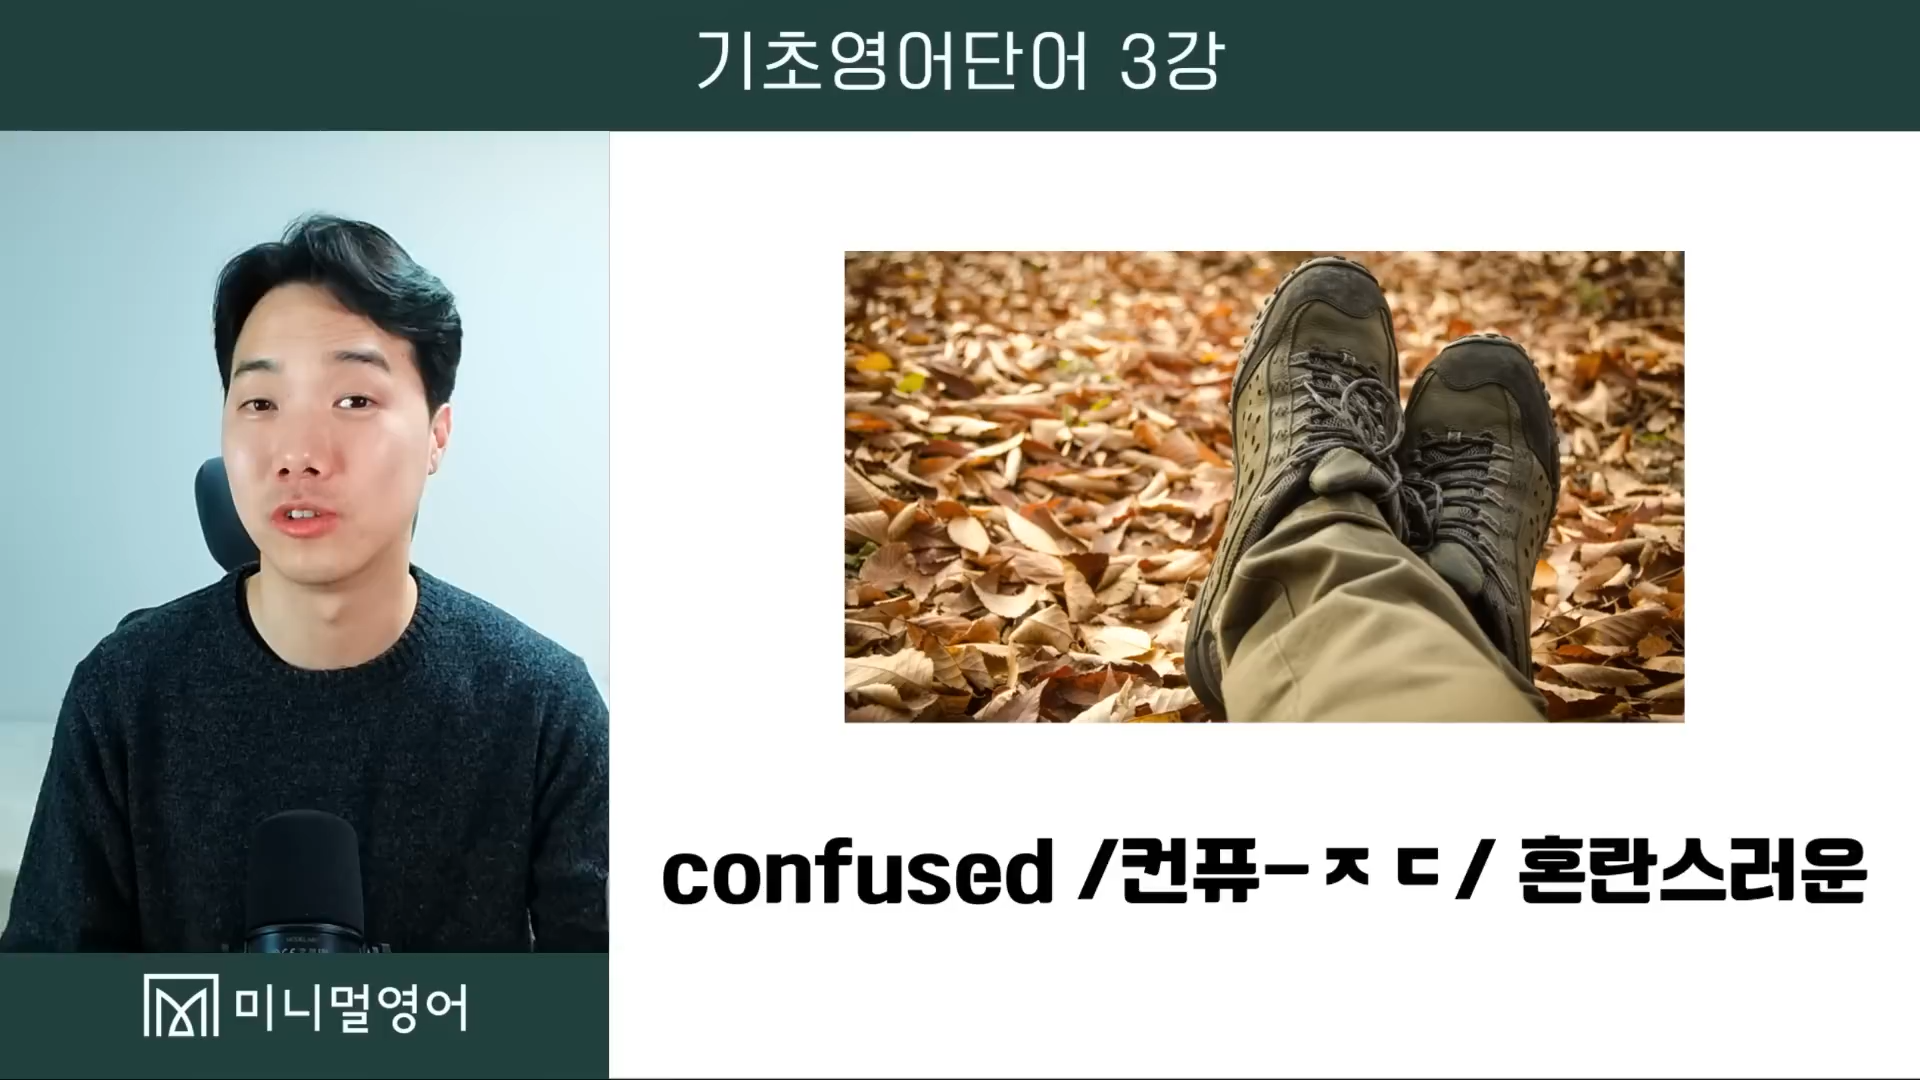 기초영어단어 3강
confused /컨퓨-ㅈㄷ/ 혼란스러운
미니멀영어